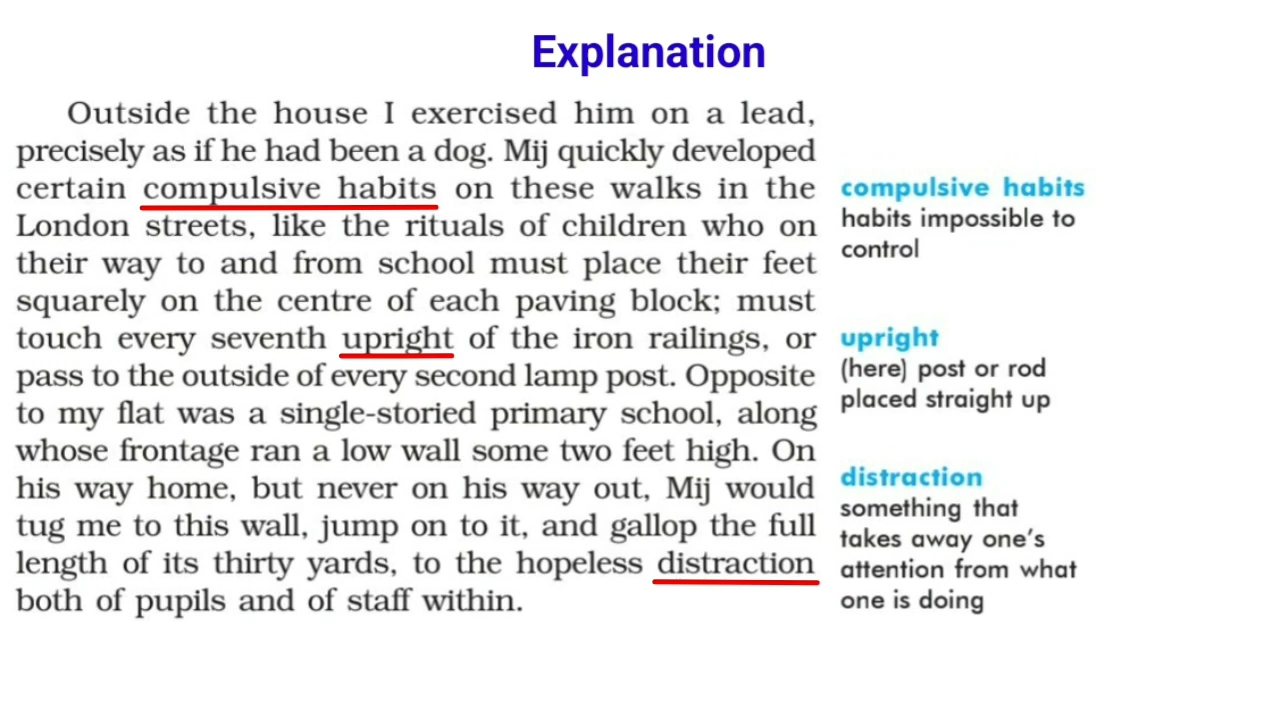 Explanation
Outside the house I exercised him on a lead,
precisely as if he had been a dog. Mij quickly developed
certain compulsive habits on these walks in the
London streets, like the rituals of children who on
their way to and from school must place their feet
squarely on the centre of each paving block; must
touch every seventh upright of the iron railings, or
pass to the outside of every second lamp post. Opposite
to my flat was a single-storied primary school, along
whose frontage ran a low wall some two feet high. On
his way home, but never on his way out, Mij would
tug me to this wall, jump on to it, and gallop the full
length of its thirty yards, to the hopeless distraction
both of pupils and of staff within.
compulsive habits
habits impossible to
control
upright
(here) post or rod
placed straight up
distraction
something that
takes away one's
attention from what
one is doing